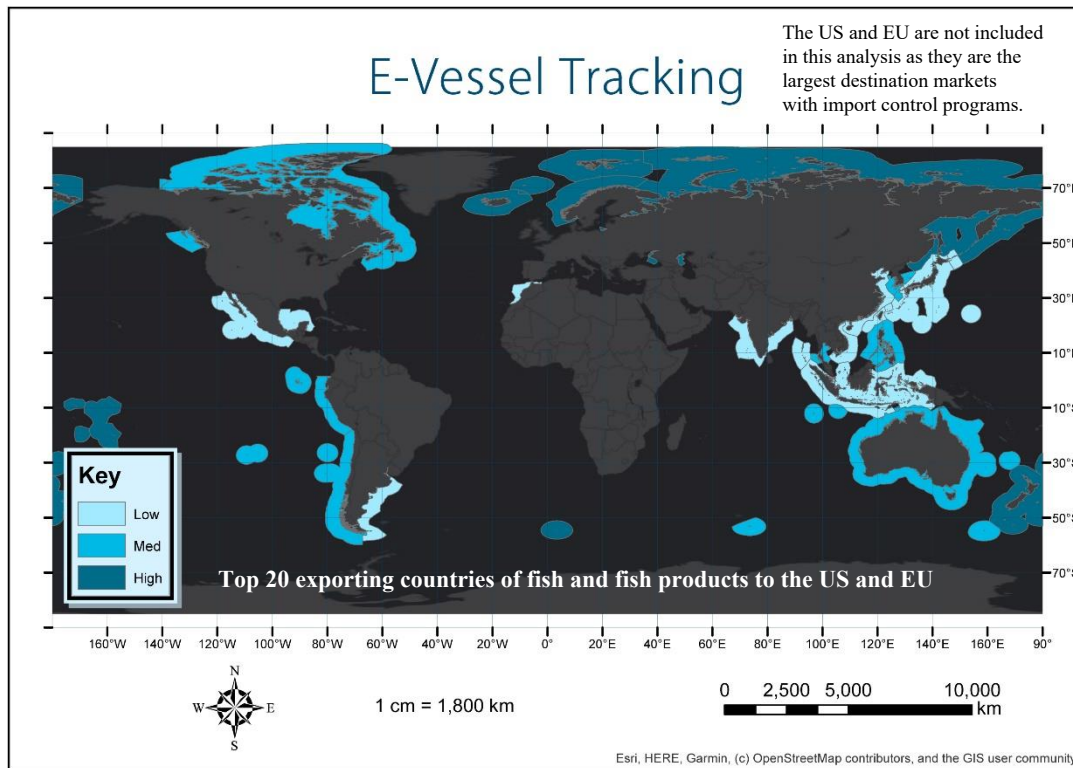 The US and EU are not included
in this analysis as they are the
largest destination markets
with import control programs.
E-Vessel Tracking
70°N
50°N
30°N
10°N
10°S
30°S
50°S
70°S
Key
Low
Med
High
Top 20 exporting countries of fish and fish products to the US and EU
160°W 140°W 120°W 100°W 80°W 60°W 40°W 20°W 0°E 20°E 40°E 60°E 80°E 100°E 120°E 140°E 160°E 90°
N
W E
S
1 cm = 1,800 km
0 2,500 5,000 10,000
km
Esri, HERE, Garmin, (c) OpenStreetMap contributors, and the GIS user community